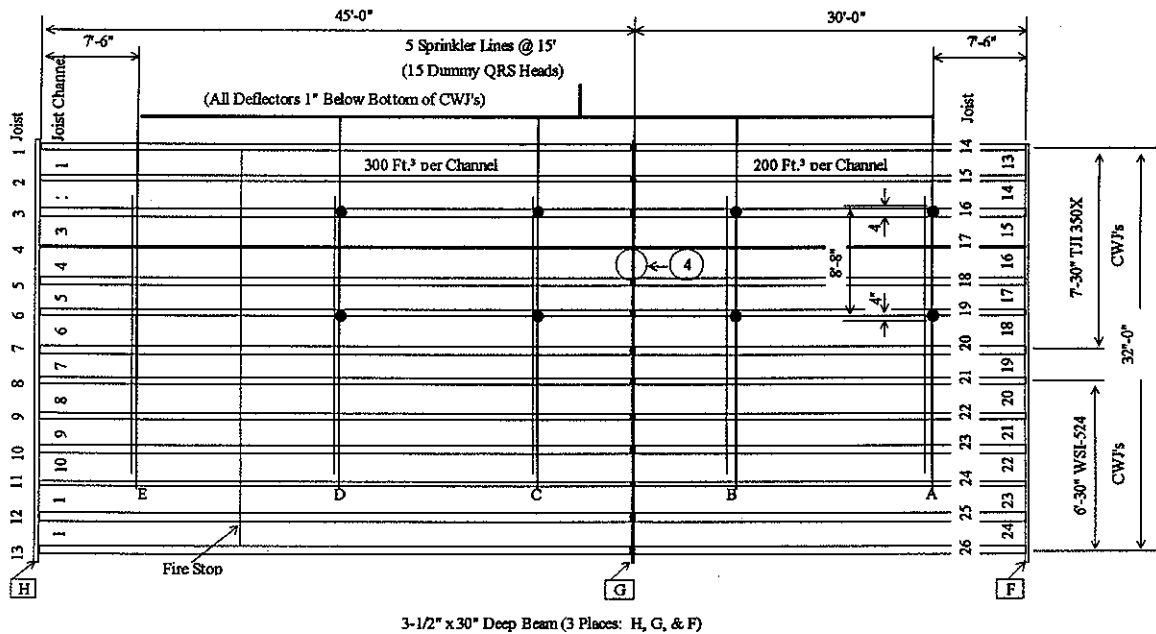 45'-0"
30'-0"
7'-6"
5 Sprinkler Lines @ 15'
7'-6"
(15 Dummy QRS Heads)
(All Deflectors 1" Below Bottom of CWJ's)
Joist
Joist Channel
Joist
300 Ft.³ per Channel
200 Ft.³ per Channel
1
1
14
13
2
15
:
14
3
16
3
15
4
17
4
4
16
5
18
5
17
6
19
6
18
7
20
7
19
8
21
8
20
9
22
9
21
10
23
10
22
11
24
1
23
12
25
1
24
13
26
4
8'-8"
4"
7'-30" TJI 350X
CWJ's
32"-0"
6'-30" WSI-524
CWJ's
E
D
C
B
A
Fire Stop
H
G
F
3-1/2" x 30" Deep Beam (3 Places: H, G, & F)